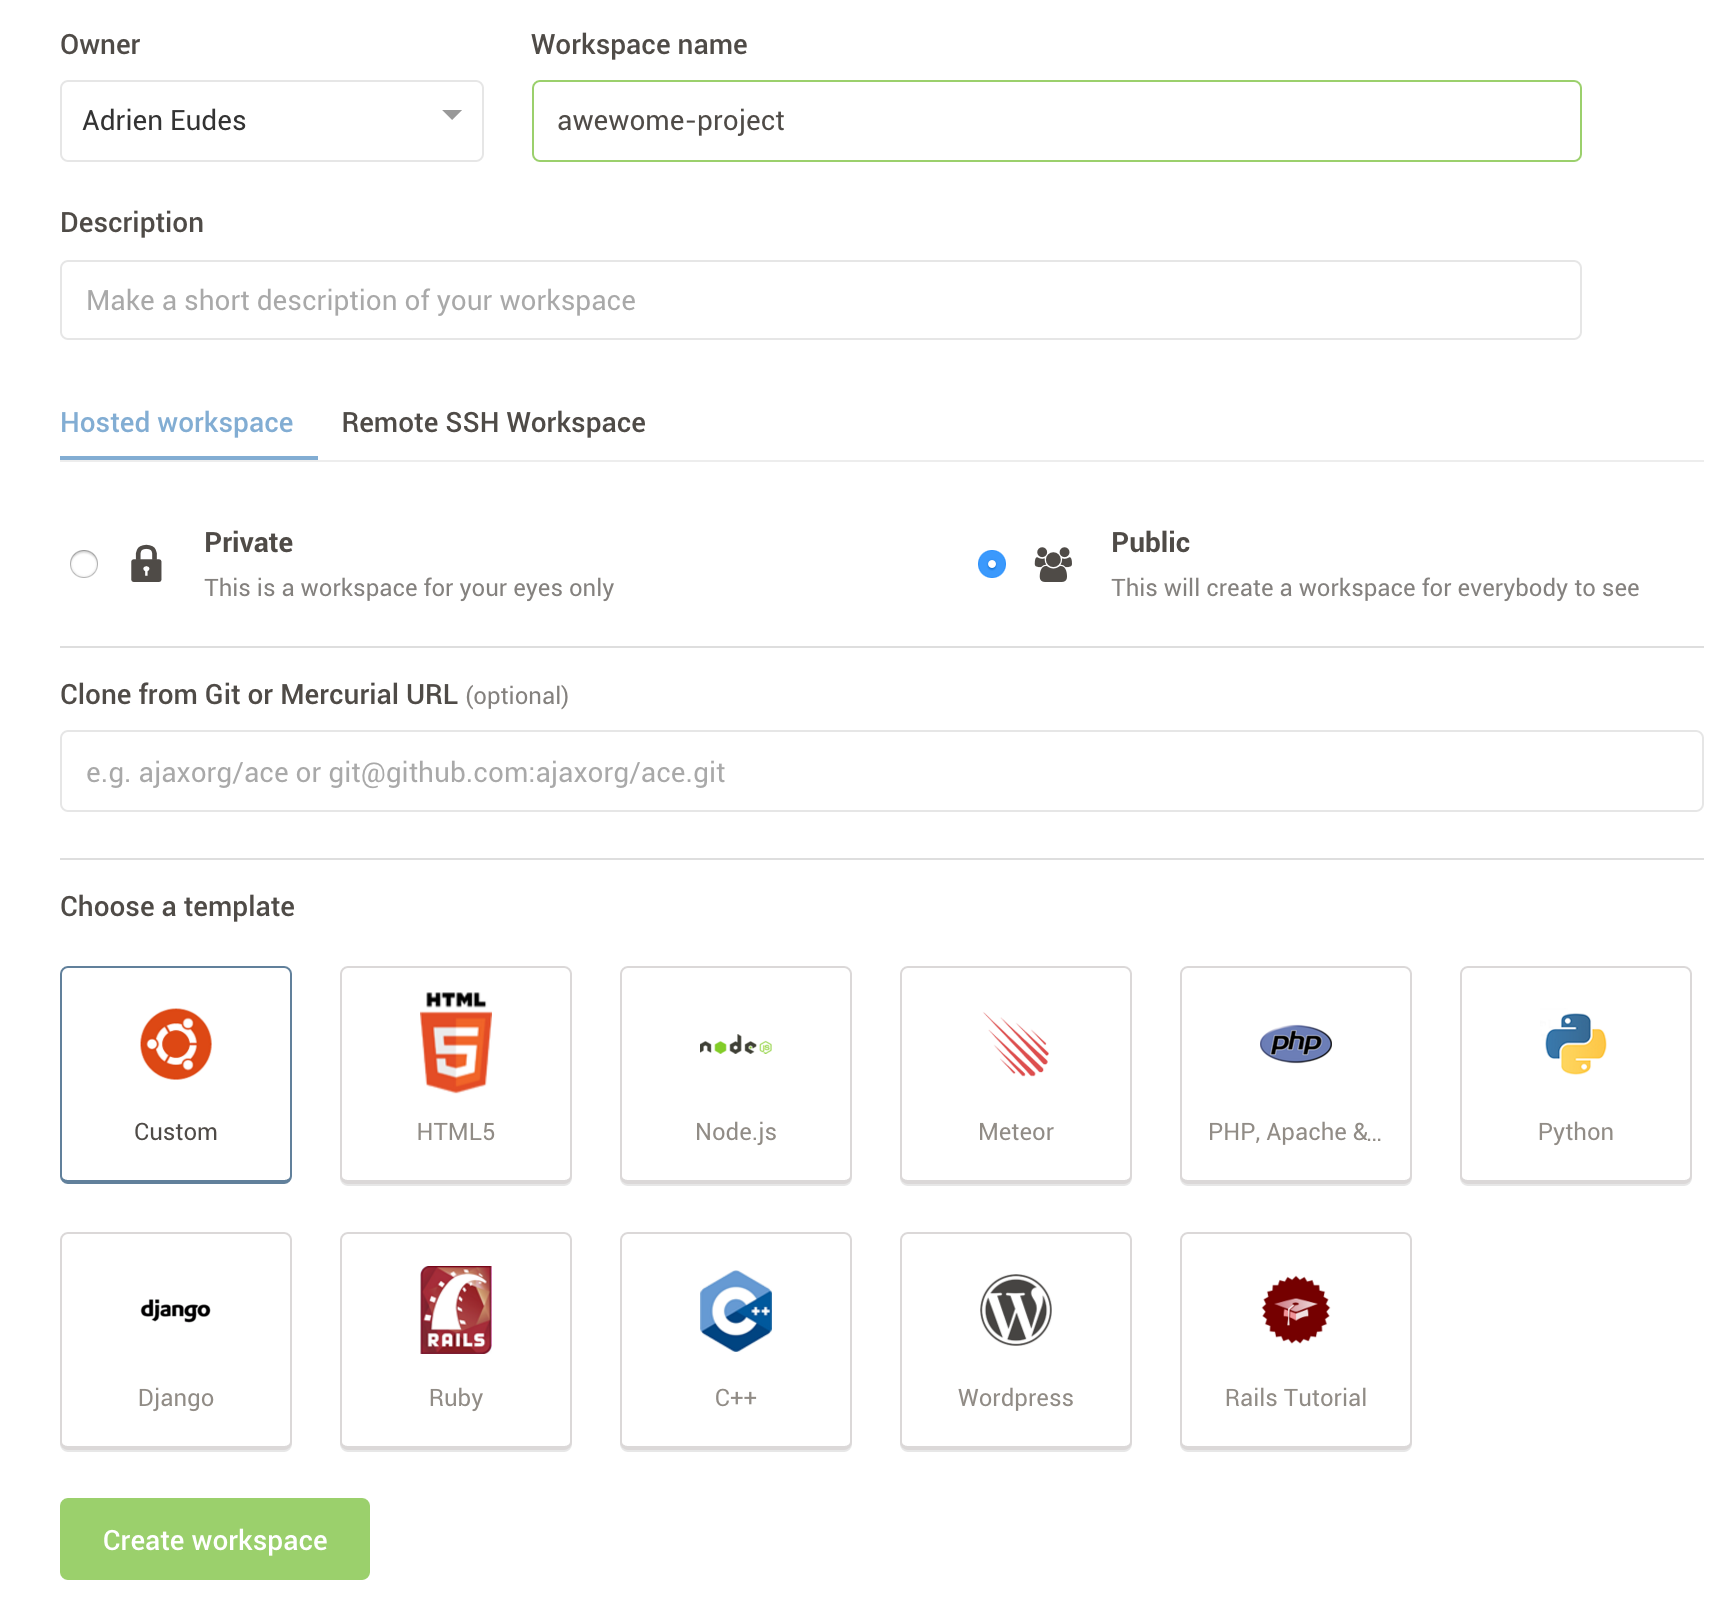 Owner
Workspace name
Adrien Eudes
awewome-project
Description
Make a short description of your workspace
Hosted workspace
Remote SSH Workspace
Private
This is a workspace for your eyes only
Public
This will create a workspace for everybody to see
Clone from Git or Mercurial URL (optional)
e.g. ajaxorg/ace or git@github.com:ajaxorg/ace.git
Choose a template
HTML
5
node
JS
php
Custom
HTML5
Node.js
Meteor
PHP, Apache &...
Python
django
RAILS
C++
W
Django
Ruby
C++
Wordpress
Rails Tutorial
Create workspace